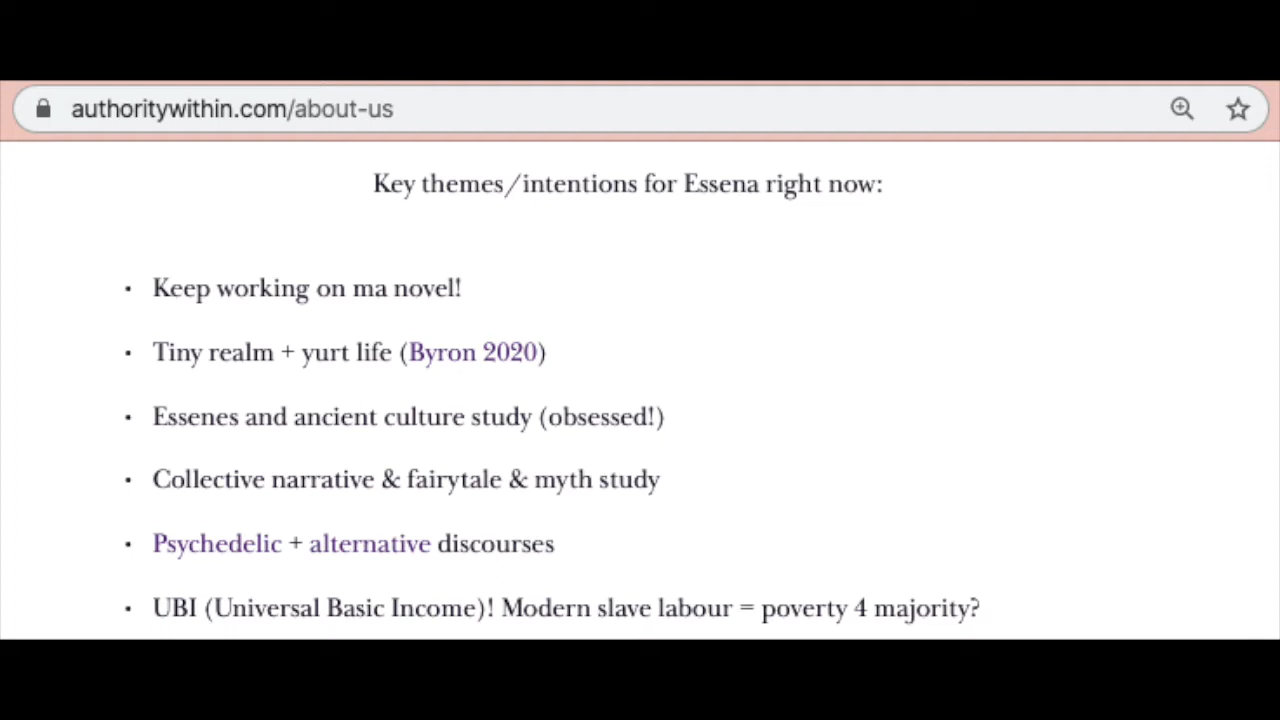 authoritywithin.com/about-us
Key themes/intentions for Essena right now:
• Keep working on ma novel!
• Tiny realm + yurt life (Byron 2020)
• Essenes and ancient culture study (obsessed!)
• Collective narrative & fairytale & myth study
• Psychedelic + alternative discourses
• UBI (Universal Basic Income)! Modern slave labour = poverty 4 majority?